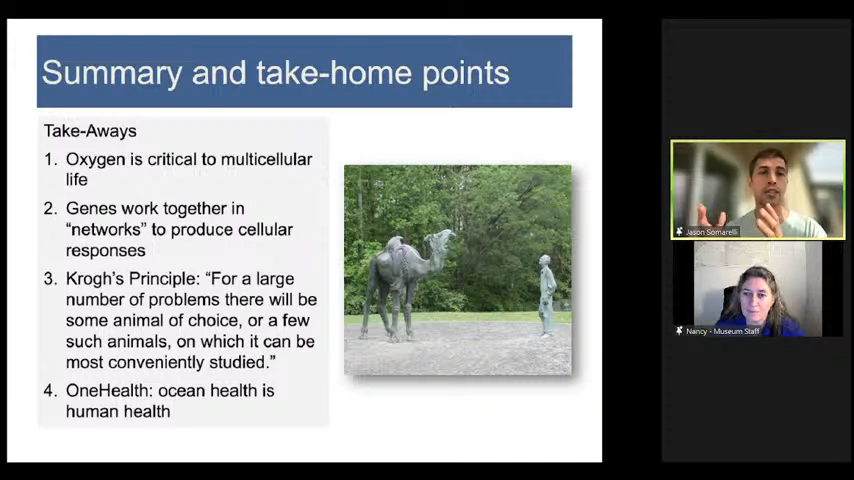 Summary and take-home points
Take-Aways
1. Oxygen is critical to multicellular
life
2. Genes work together in
“networks” to produce cellular
responses
3. Krogh’s Principle: “For a large
number of problems there will be
some animal of choice, or a few
such animals, on which it can be
most conveniently studied.”
4. OneHealth: ocean health is
human health
Jason Somarelli
Nancy - Museum Staff